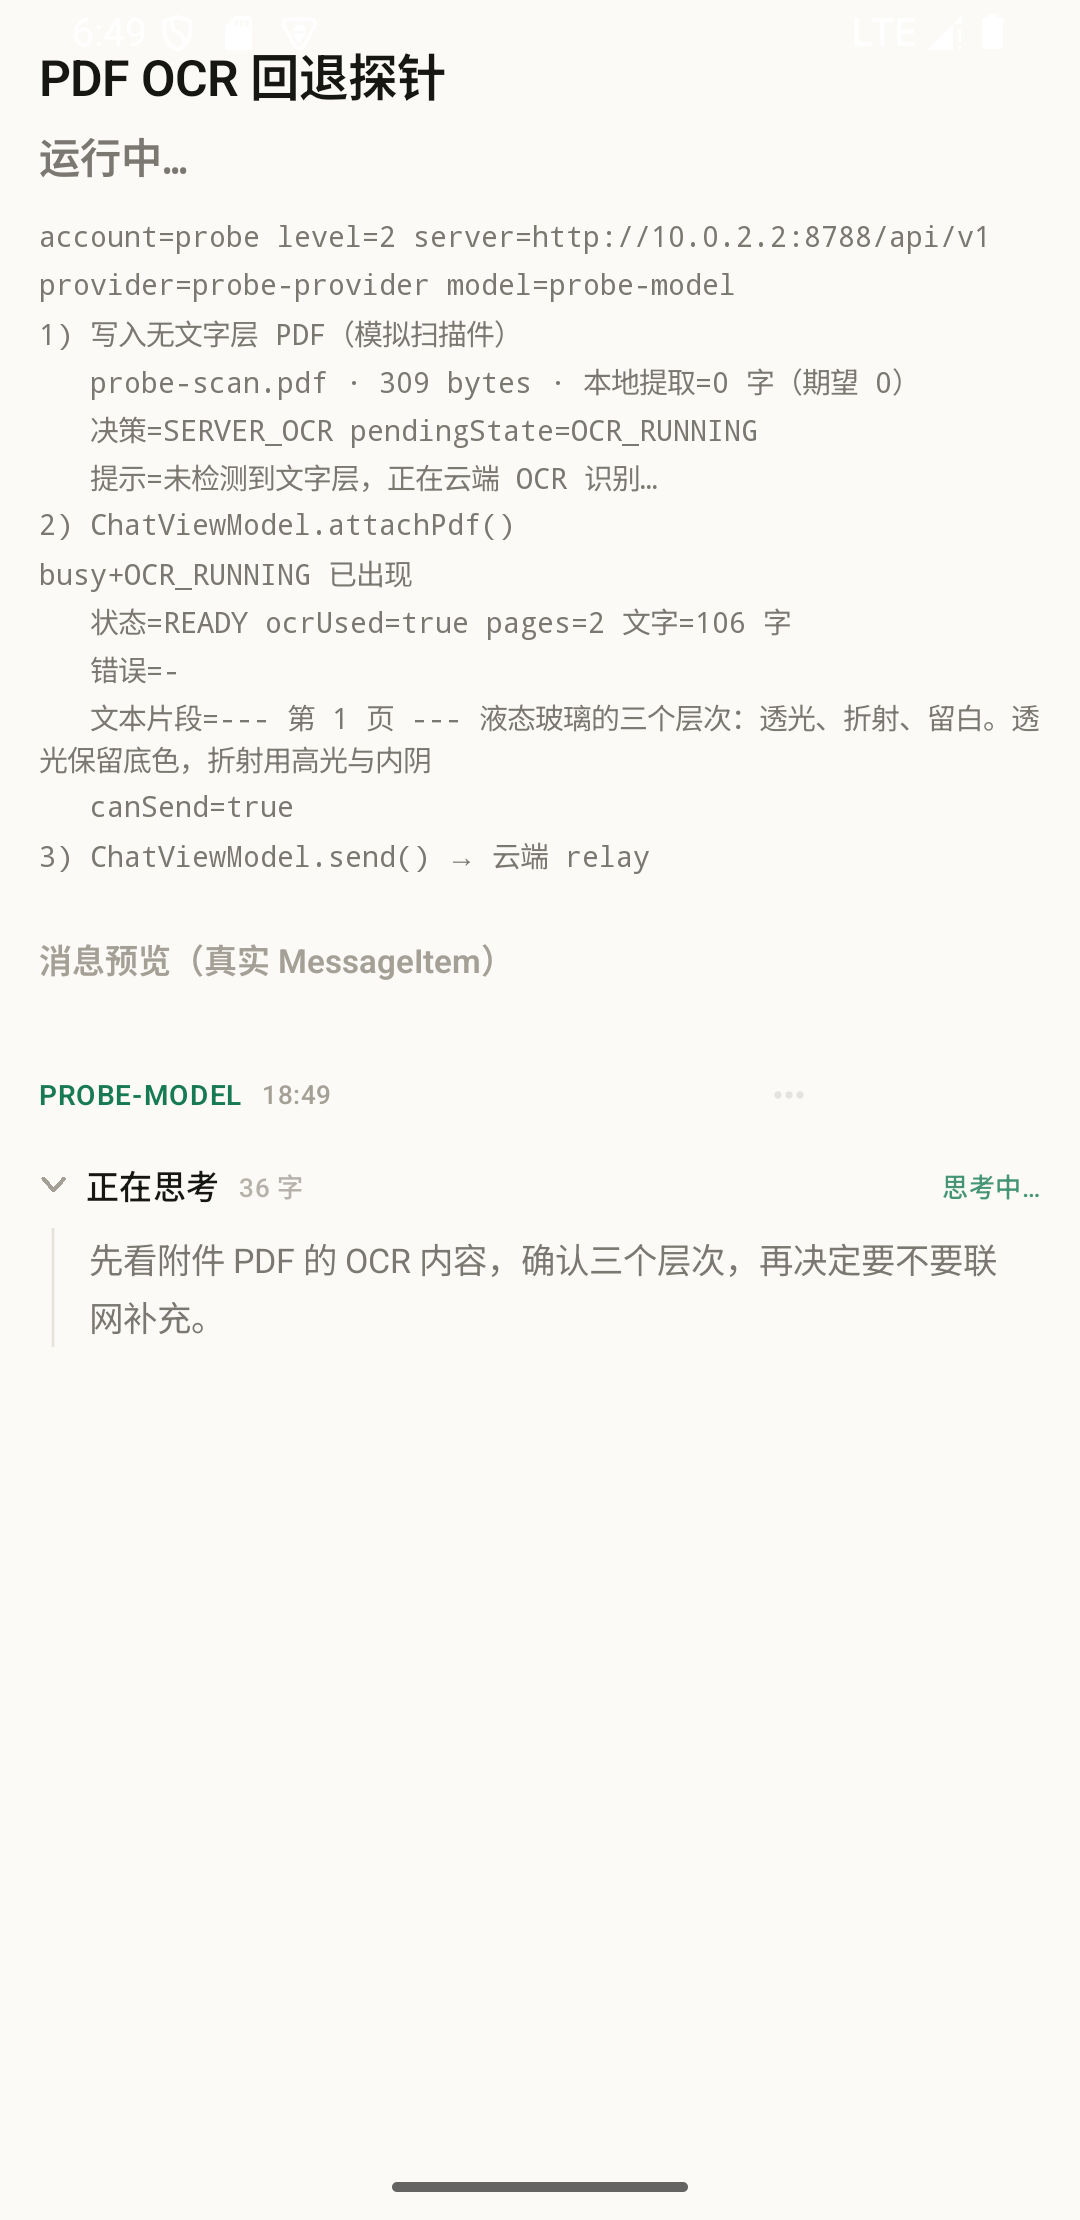 6:49 LTE
PDF OCR 回退探针
运行中…
account=probe level=2 server=http://10.0.2.2:8788/api/v1
provider=probe-provider model=probe-model
1) 写入无文字层 PDF（模拟扫描件）
probe-scan.pdf · 309 bytes · 本地提取=0 字（期望 0）
决策=SERVER_OCR pendingState=OCR_RUNNING
提示=未检测到文字层，正在云端 OCR 识别…
2) ChatViewModel.attachPdf()
busy+OCR_RUNNING 已出现
状态=READY ocrUsed=true pages=2 文字=106 字
错误=-
文本片段=--- 第 1 页 --- 液态玻璃的三个层次：透光、折射、留白。透
光保留底色，折射用高光与内阴
canSend=true
3) ChatViewModel.send() → 云端 relay
消息预览（真实 MessageItem）
PROBE-MODEL 18:49
正在思考 36 字 思考中…
先看附件 PDF 的 OCR 内容，确认三个层次，再决定要不要联
网补充。